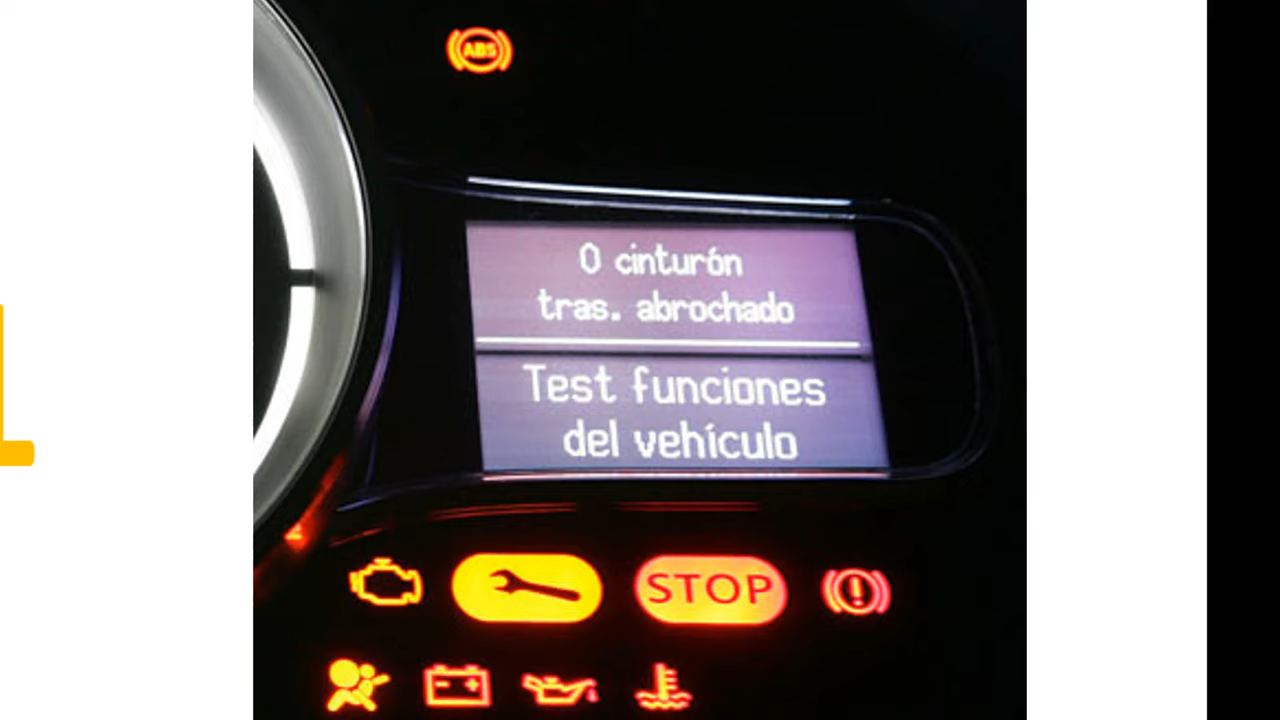 ABS
0 cinturón
tras. abrochado
Test funciones
del vehículo
STOP